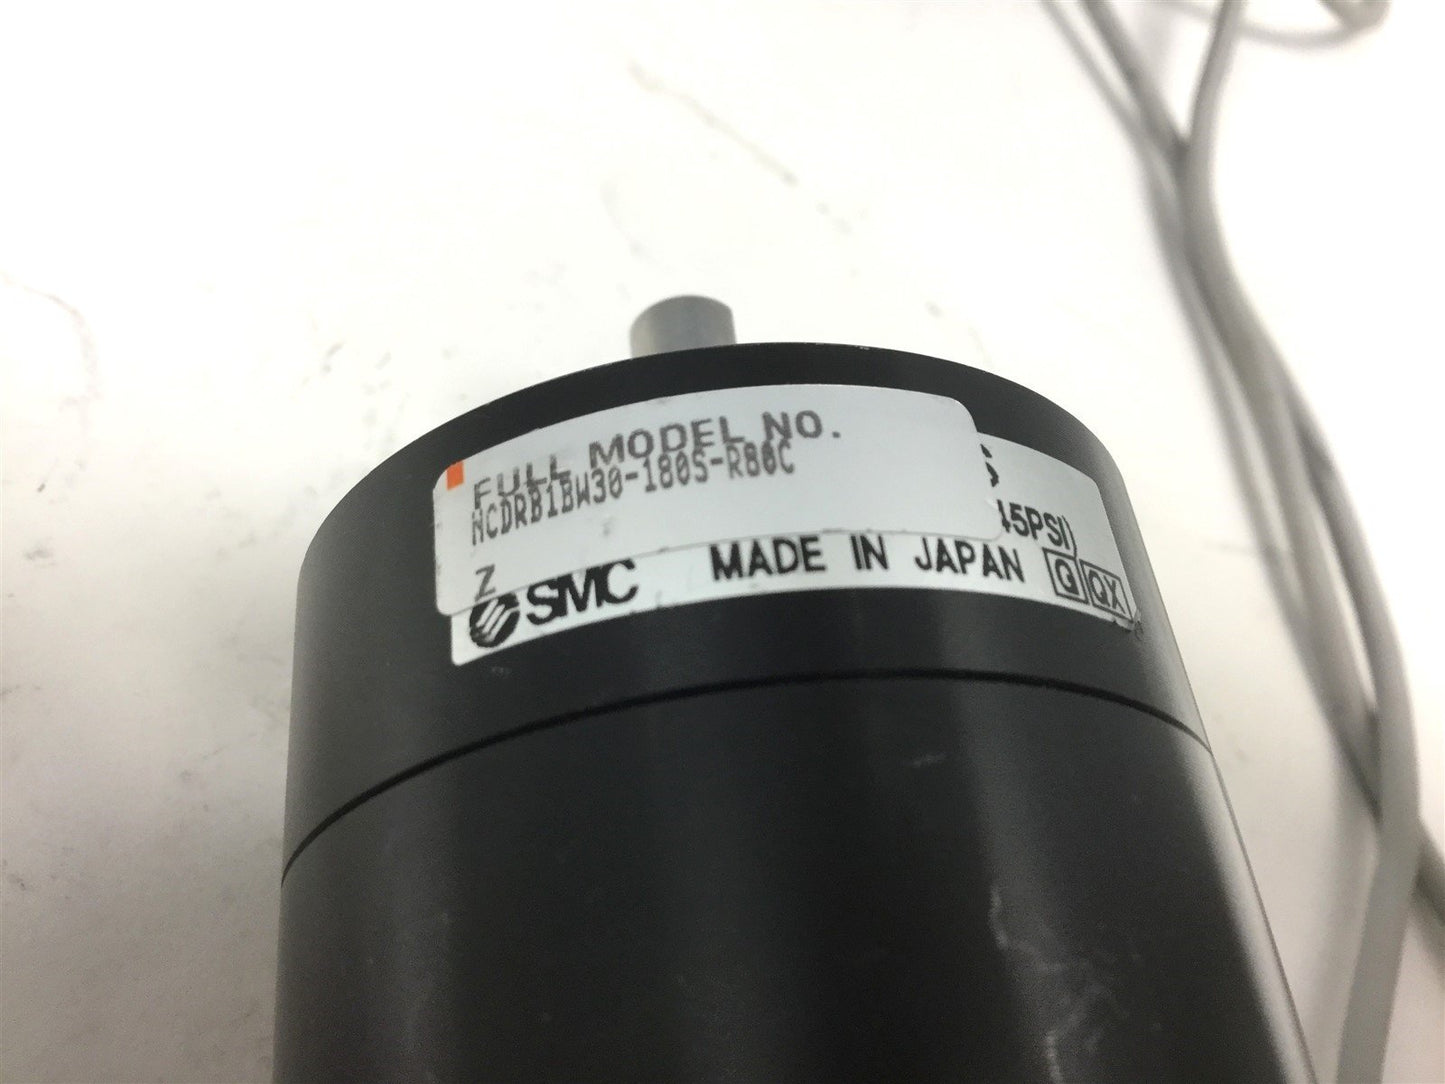 FULL MODEL NO.
NCDRB1BW30-180S-R80C
S
45PSI)
Z
SMC MADE IN JAPAN G QX